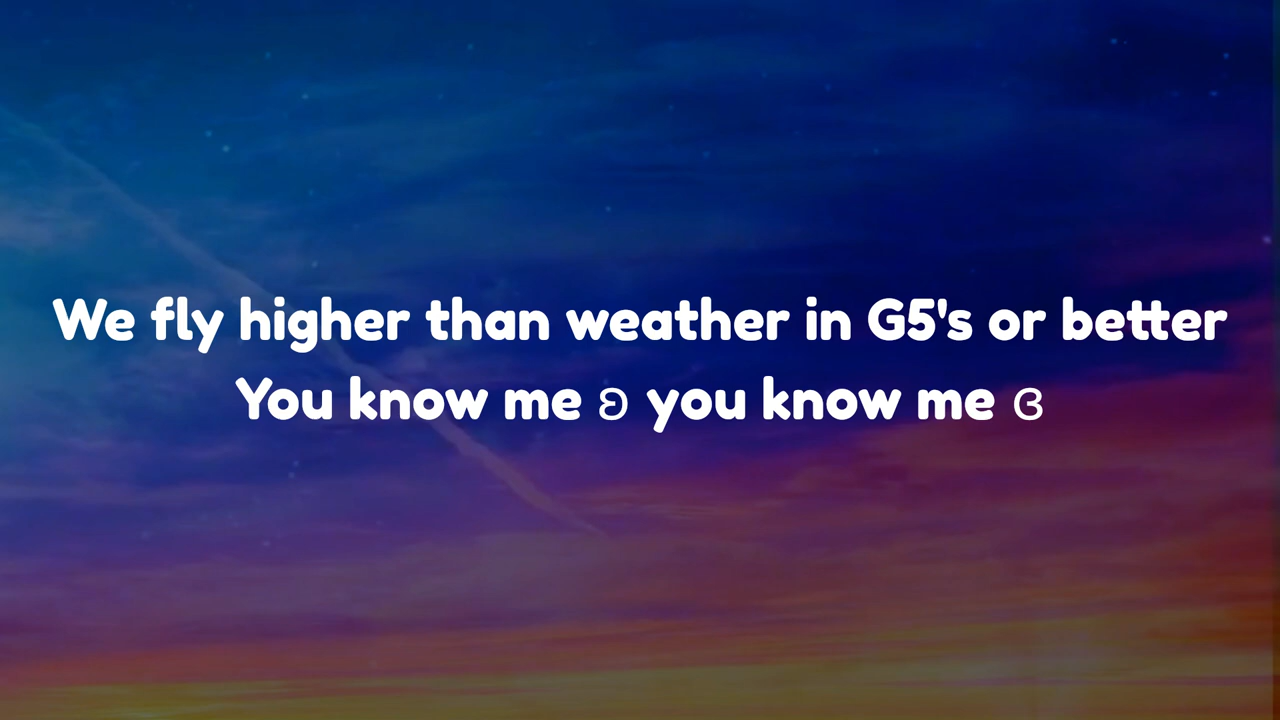 We fly higher than weather in G5's or better
You know me ʚ you know me ɞ